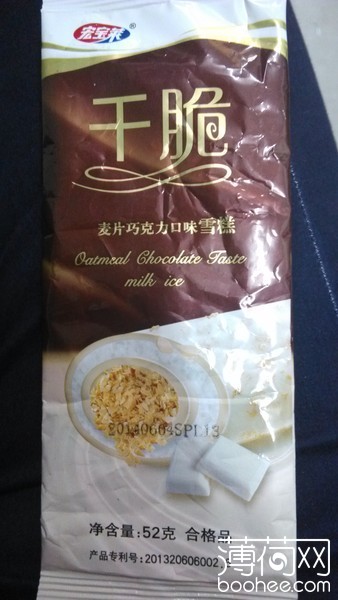 宏宝莱
干脆
麦片巧克力口味雪糕
Oatmeal Chocolate Taste
milk ice
20140604SP1 13
净含量:52克 合格品
产品专利号:201320606002.
薄荷网
boohee.com